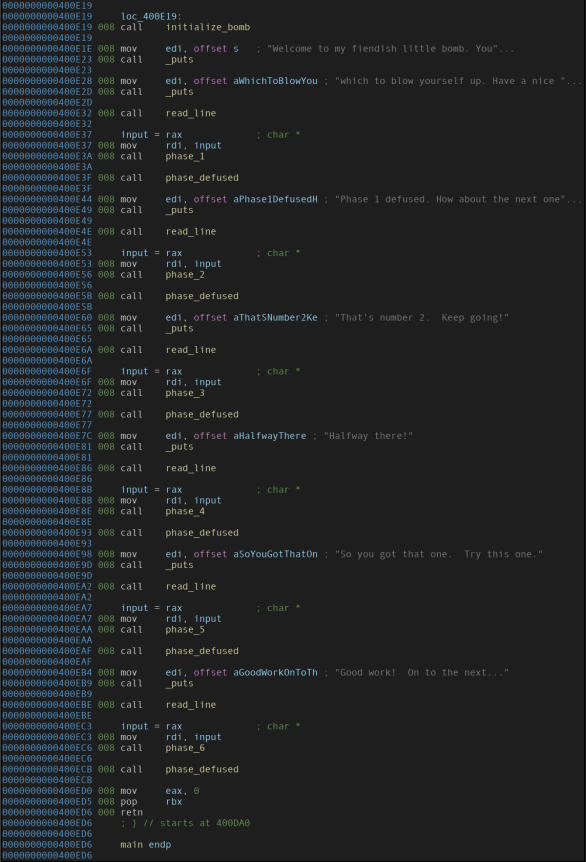 0000000000400E19
0000000000400E19 loc_400E19:
0000000000400E19 008 call initialize_bomb
0000000000400E19
0000000000400E1E 008 mov edi, offset s ; "Welcome to my fiendish little bomb. You"...
0000000000400E23 008 call _puts
0000000000400E23
0000000000400E28 008 mov edi, offset aWhichToBlowYou ; "which to blow yourself up. Have a nice "...
0000000000400E2D 008 call _puts
0000000000400E2D
0000000000400E32 008 call read_line
0000000000400E32
0000000000400E37 input = rax ; char *
0000000000400E37 008 mov rdi, input
0000000000400E3A 008 call phase_1
0000000000400E3A
0000000000400E3F 008 call phase_defused
0000000000400E3F
0000000000400E44 008 mov edi, offset aPhase1DefusedH ; "Phase 1 defused. How about the next one"...
0000000000400E49 008 call _puts
0000000000400E49
0000000000400E4E 008 call read_line
0000000000400E4E
0000000000400E53 input = rax ; char *
0000000000400E53 008 mov rdi, input
0000000000400E56 008 call phase_2
0000000000400E56
0000000000400E5B 008 call phase_defused
0000000000400E5B
0000000000400E60 008 mov edi, offset aThatSNumber2Ke ; "That's number 2.  Keep going!"
0000000000400E65 008 call _puts
0000000000400E65
0000000000400E6A 008 call read_line
0000000000400E6A
0000000000400E6F input = rax ; char *
0000000000400E6F 008 mov rdi, input
0000000000400E72 008 call phase_3
0000000000400E72
0000000000400E77 008 call phase_defused
0000000000400E77
0000000000400E7C 008 mov edi, offset aHalfwayThere ; "Halfway there!"
0000000000400E81 008 call _puts
0000000000400E81
0000000000400E86 008 call read_line
0000000000400E86
0000000000400E8B input = rax ; char *
0000000000400E8B 008 mov rdi, input
0000000000400E8E 008 call phase_4
0000000000400E8E
0000000000400E93 008 call phase_defused
0000000000400E93
0000000000400E98 008 mov edi, offset aSoYouGotThatOn ; "So you got that one.  Try this one."
0000000000400E9D 008 call _puts
0000000000400E9D
0000000000400EA2 008 call read_line
0000000000400EA2
0000000000400EA7 input = rax ; char *
0000000000400EA7 008 mov rdi, input
0000000000400EAA 008 call phase_5
0000000000400EAA
0000000000400EAF 008 call phase_defused
0000000000400EAF
0000000000400EB4 008 mov edi, offset aGoodWorkOnToTh ; "Good work!  On to the next..."
0000000000400EB9 008 call _puts
0000000000400EB9
0000000000400EBE 008 call read_line
0000000000400EBE
0000000000400EC3 input = rax ; char *
0000000000400EC3 008 mov rdi, input
0000000000400EC6 008 call phase_6
0000000000400EC6
0000000000400ECB 008 call phase_defused
0000000000400ECB
0000000000400ED0 008 mov eax, 0
0000000000400ED5 008 pop rbx
0000000000400ED6 000 retn
0000000000400ED6 ; } // starts at 400DA0
0000000000400ED6
0000000000400ED6 main endp
0000000000400ED6